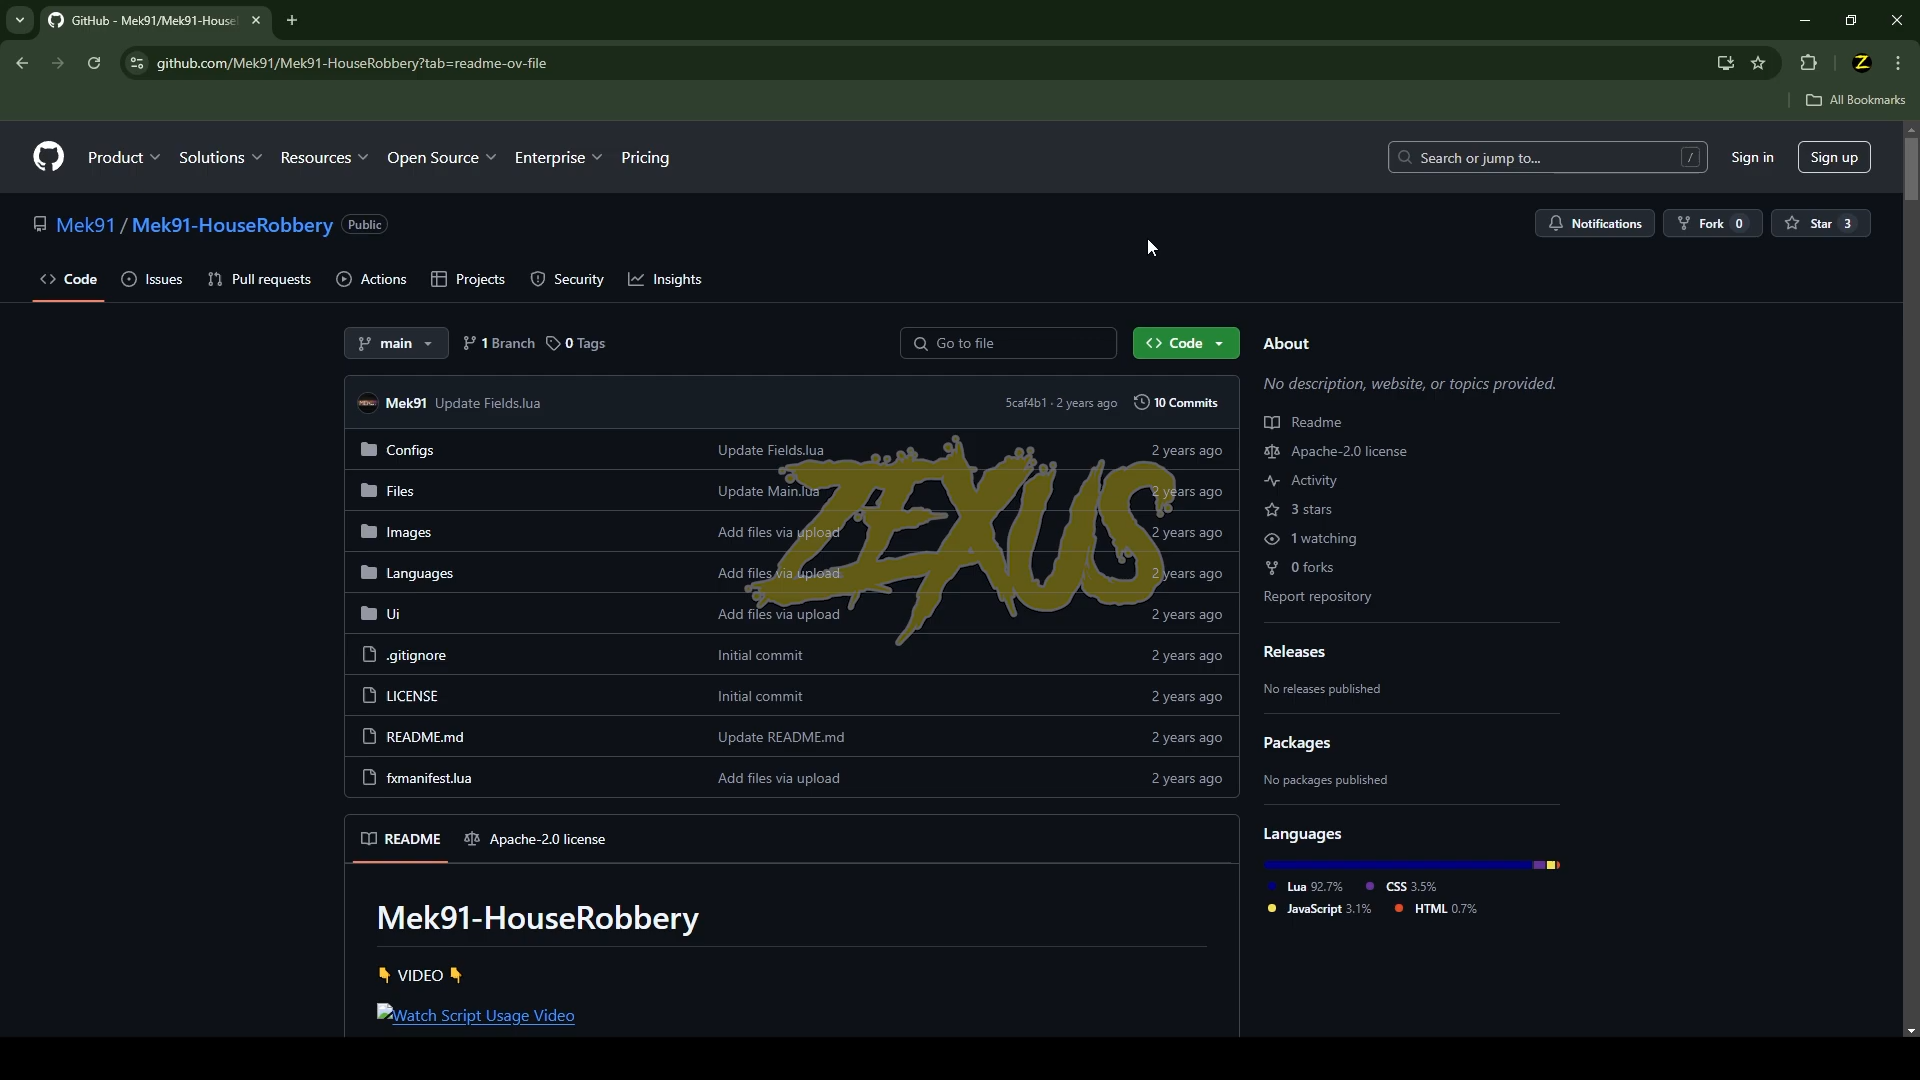 GitHub - Mek91/Mek91-House
github.com/Mek91/Mek91-HouseRobbery?tab=readme-ov-file
Z
All Bookmarks
Product Solutions Resources Open Source Enterprise Pricing
Search or jump to... /
Sign in
Sign up
Mek91 / Mek91-HouseRobbery Public
Notifications
Fork 0
Star 3
Code Issues Pull requests Actions Projects Security Insights
main
1 Branch 0 Tags
Go to file
Code
Mek91 Update Fields.lua 5caf4b1 · 2 years ago 10 Commits
Configs Update Fields.lua 2 years ago
Files Update Main.lua 2 years ago
Images Add files via upload 2 years ago
Languages Add files via upload 2 years ago
Ui Add files via upload 2 years ago
.gitignore Initial commit 2 years ago
LICENSE Initial commit 2 years ago
README.md Update README.md 2 years ago
fxmanifest.lua Add files via upload 2 years ago
ZEXUS
README Apache-2.0 license
Mek91-HouseRobbery
👇 VIDEO 👇
Watch Script Usage Video
About
No description, website, or topics provided.
Readme
Apache-2.0 license
Activity
3 stars
1 watching
0 forks
Report repository
Releases
No releases published
Packages
No packages published
Languages
Lua 92.7% CSS 3.5%
JavaScript 3.1% HTML 0.7%